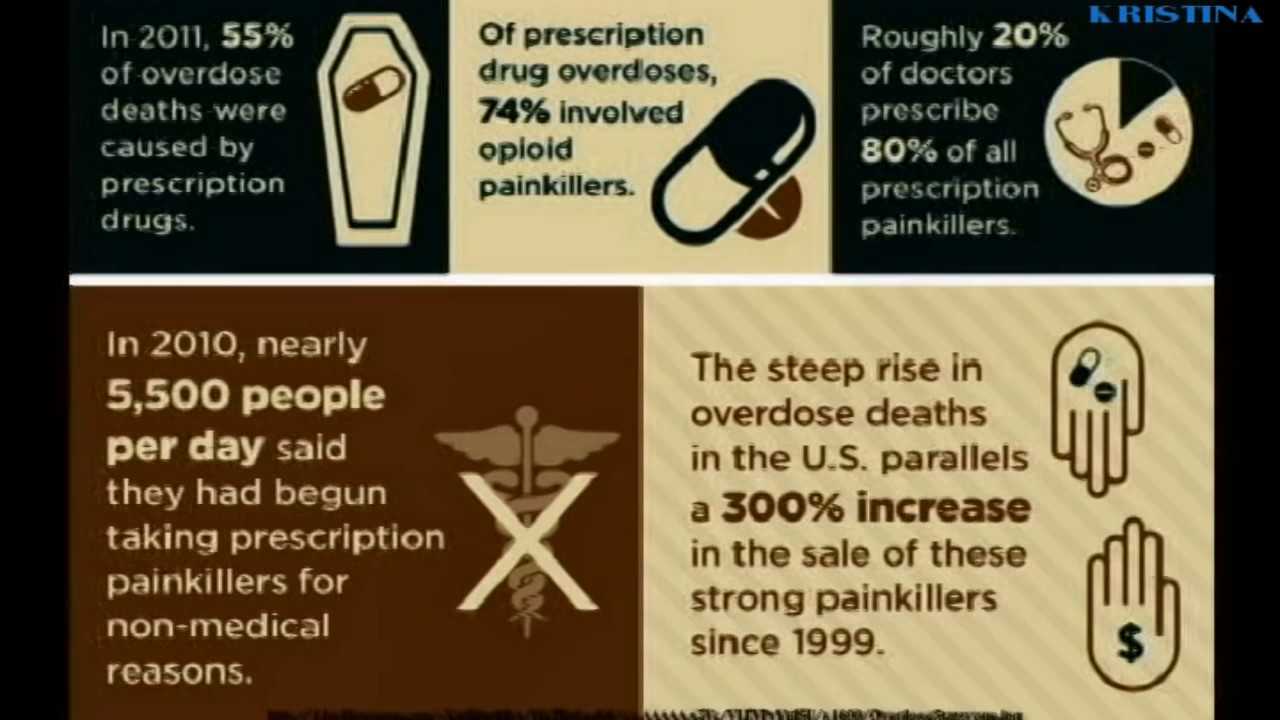 KRISTINA
In 2011, 55%
of overdose
deaths were
caused by
prescription
drugs.
Of prescription
drug overdoses,
74% involved
opioid
painkillers.
Roughly 20%
of doctors
prescribe
80% of all
prescription
painkillers.
In 2010, nearly
5,500 people
per day said
they had begun
taking prescription
painkillers for
non-medical
reasons.
The steep rise in
overdose deaths
in the U.S. parallels
a 300% increase
in the sale of these
strong painkillers
since 1999.
$